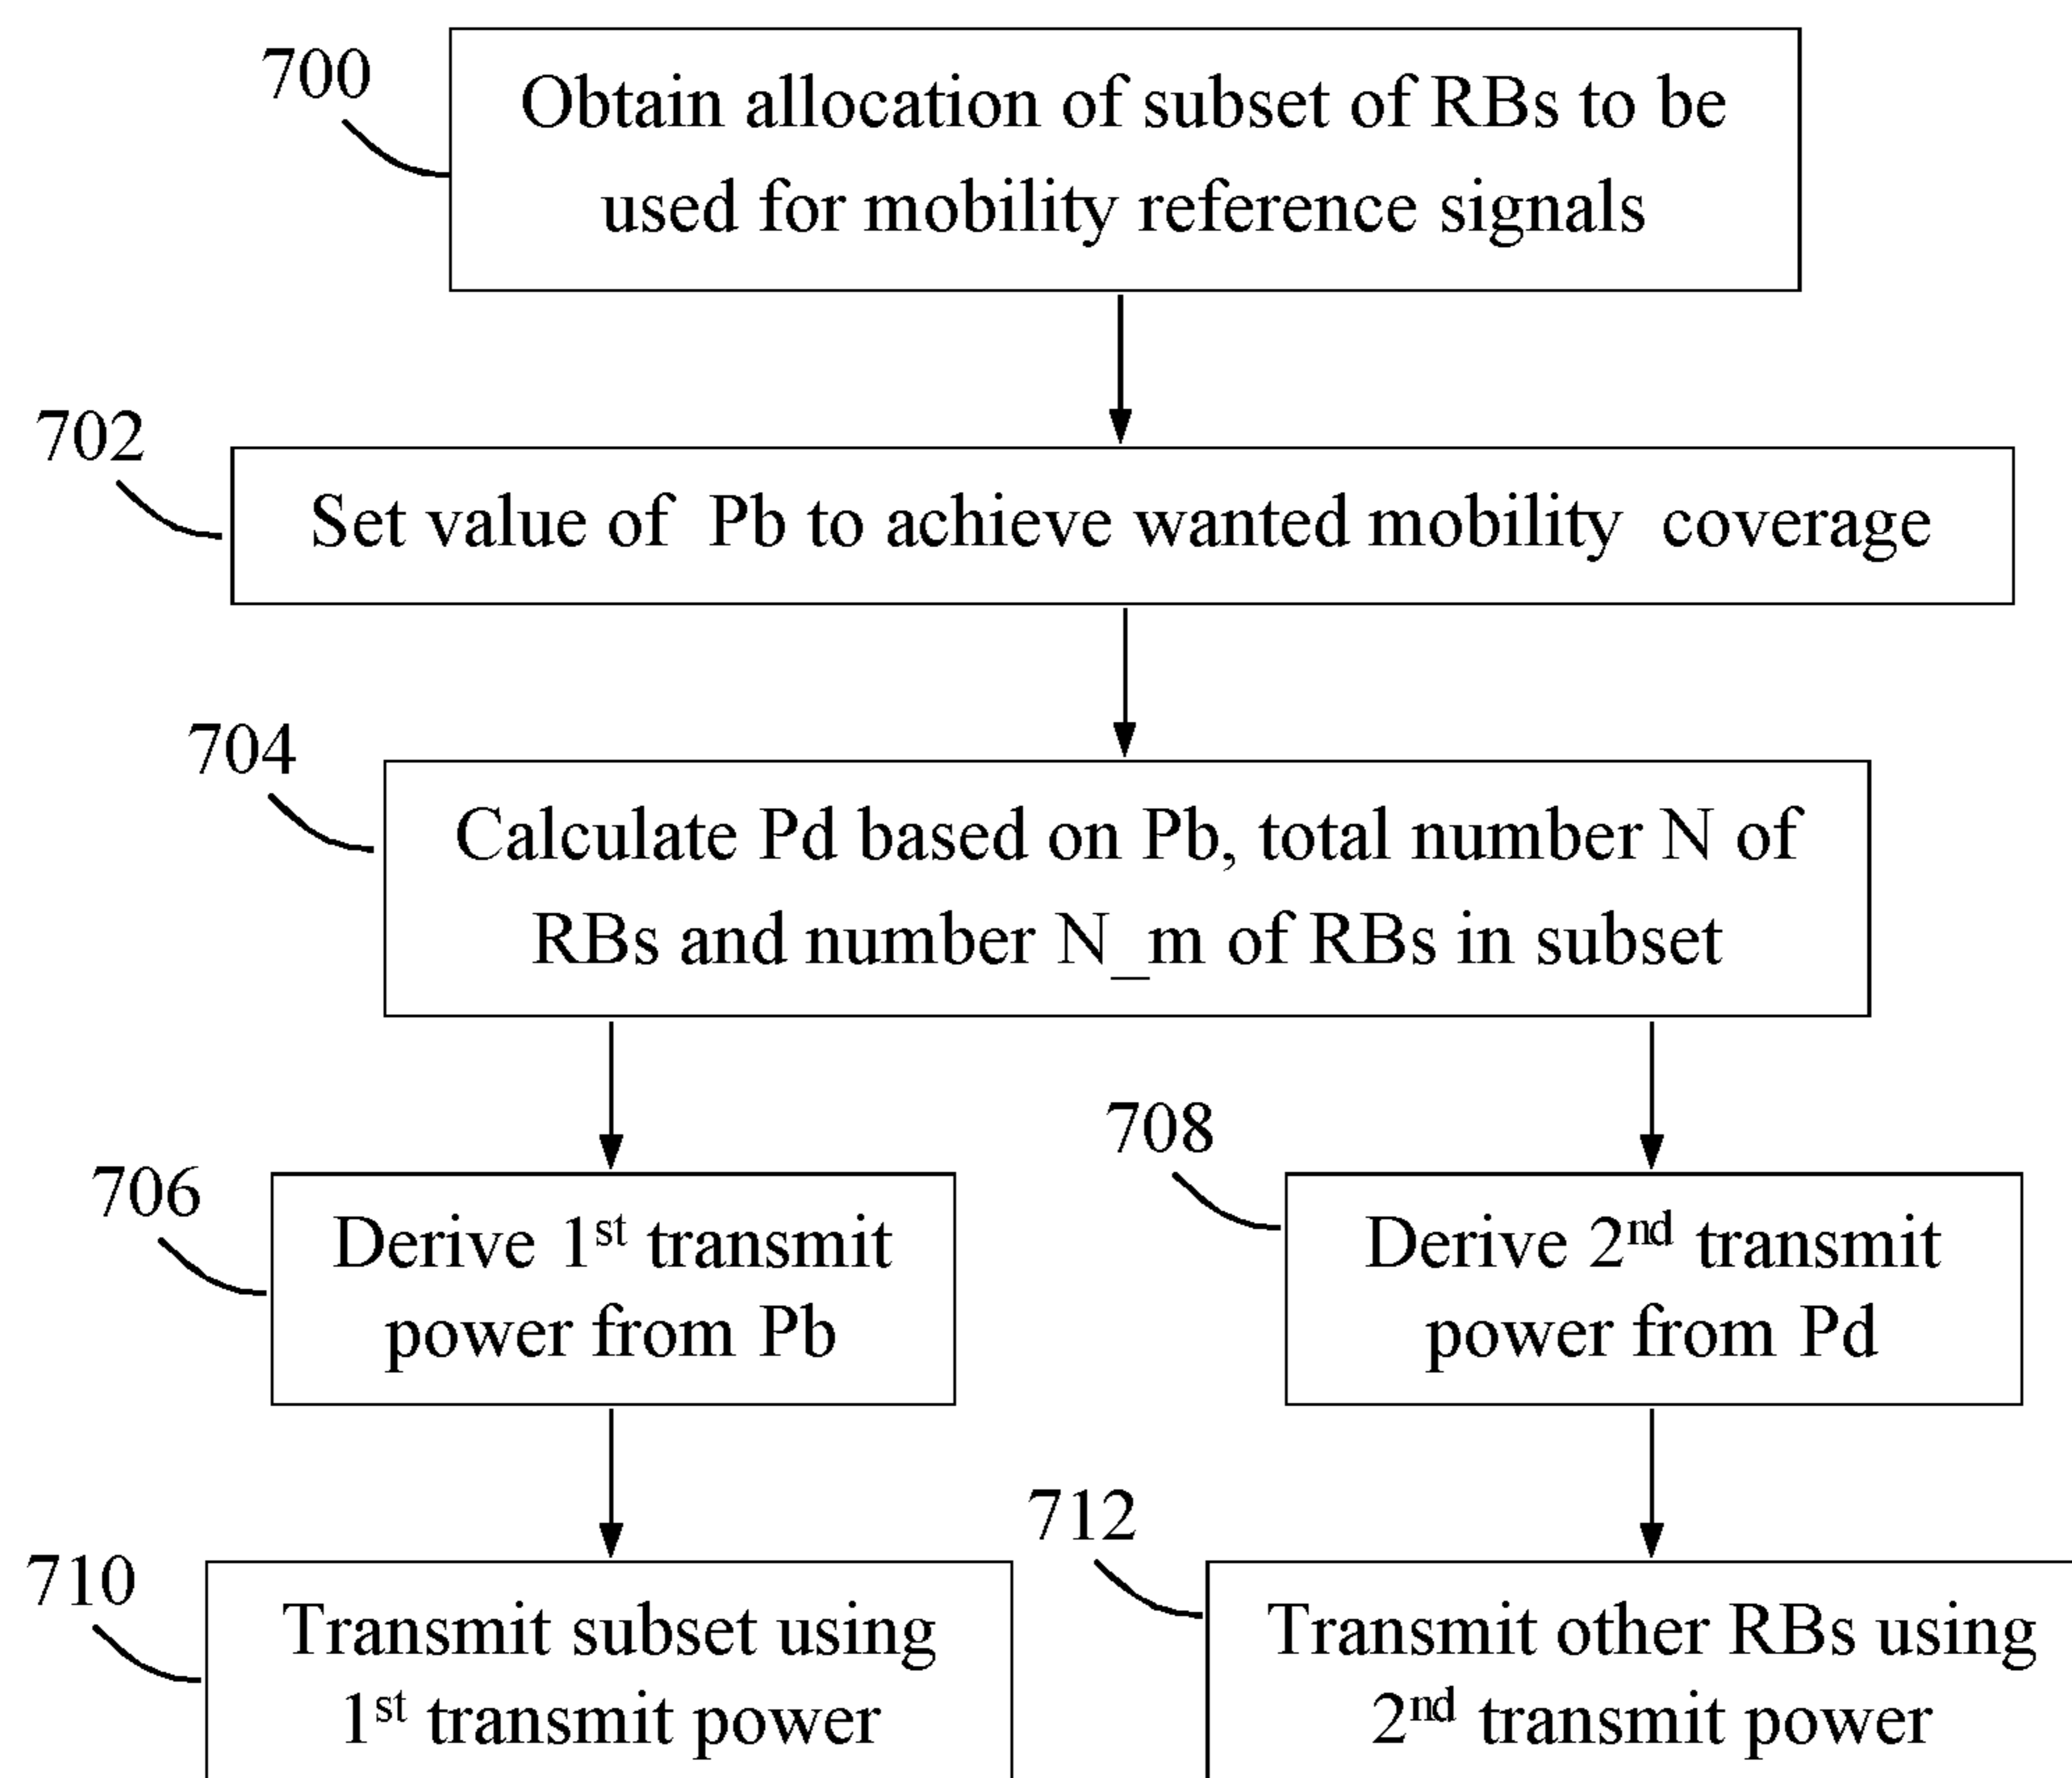 700
Obtain allocation of subset of RBs to be
used for mobility reference signals
702
Set value of Pb to achieve wanted mobility coverage
704
Calculate Pd based on Pb, total number N of
RBs and number N_m of RBs in subset
706
Derive 1st transmit
power from Pb
708
Derive 2nd transmit
power from Pd
710
Transmit subset using
1st transmit power
712
Transmit other RBs using
2nd transmit power